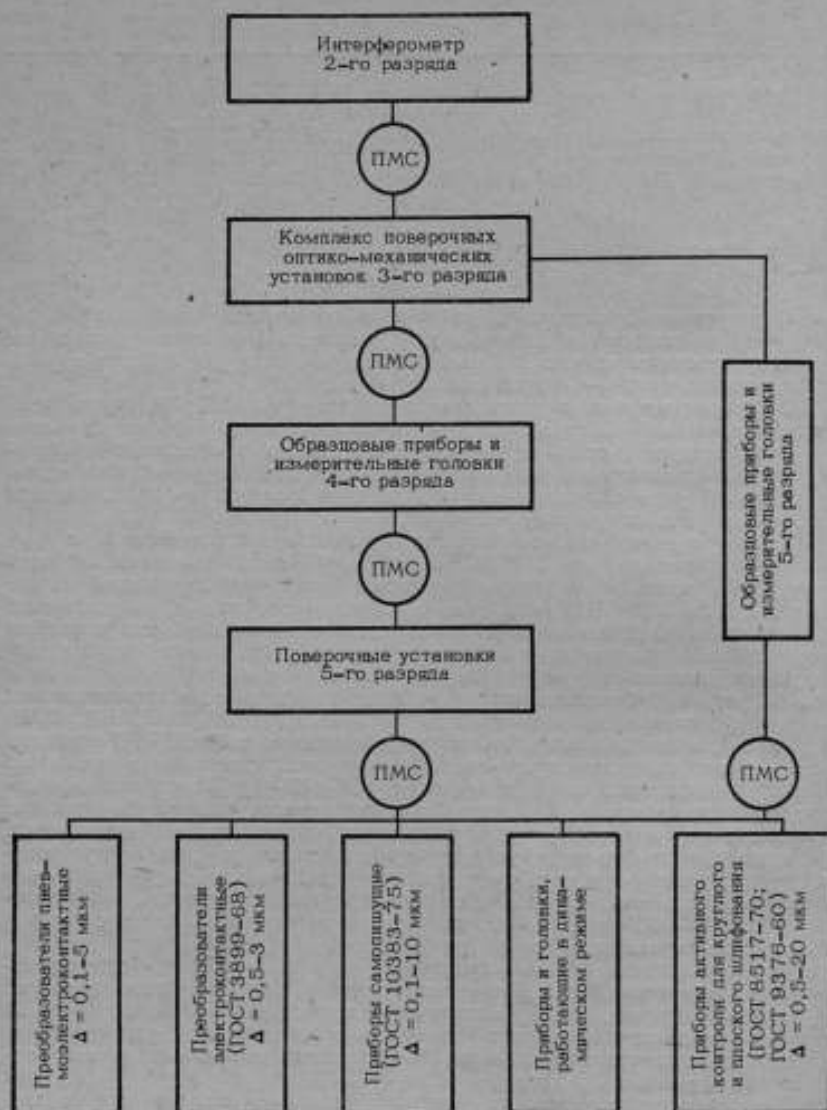 Интерферометр
2-го разряда
ПМС
Комплекс поверочных
оптико-механических
установок 3-го разряда
ПМС
Образцовые приборы и
измерительные головки
4-го разряда
ПМС
Поверочные установки
5-го разряда
ПМС
Образцовые приборы и
измерительные головки
5-го разряда
ПМС
Преобразователи пнев-
моэлектроконтактные
Δ = 0,1-5 мкм
Преобразователи
электроконтактные
(ГОСТ 3899-68)
Δ = 0,5-3 мкм
Приборы самопишущие
(ГОСТ 10383-75)
Δ = 0,1-10 мкм
Приборы и головки,
работающие в дина-
мическом режиме
Приборы активного
контроля для круглого
и плоского шлифования
(ГОСТ 8517-70;
ГОСТ 9376-60)
Δ = 0,5-20 мкм